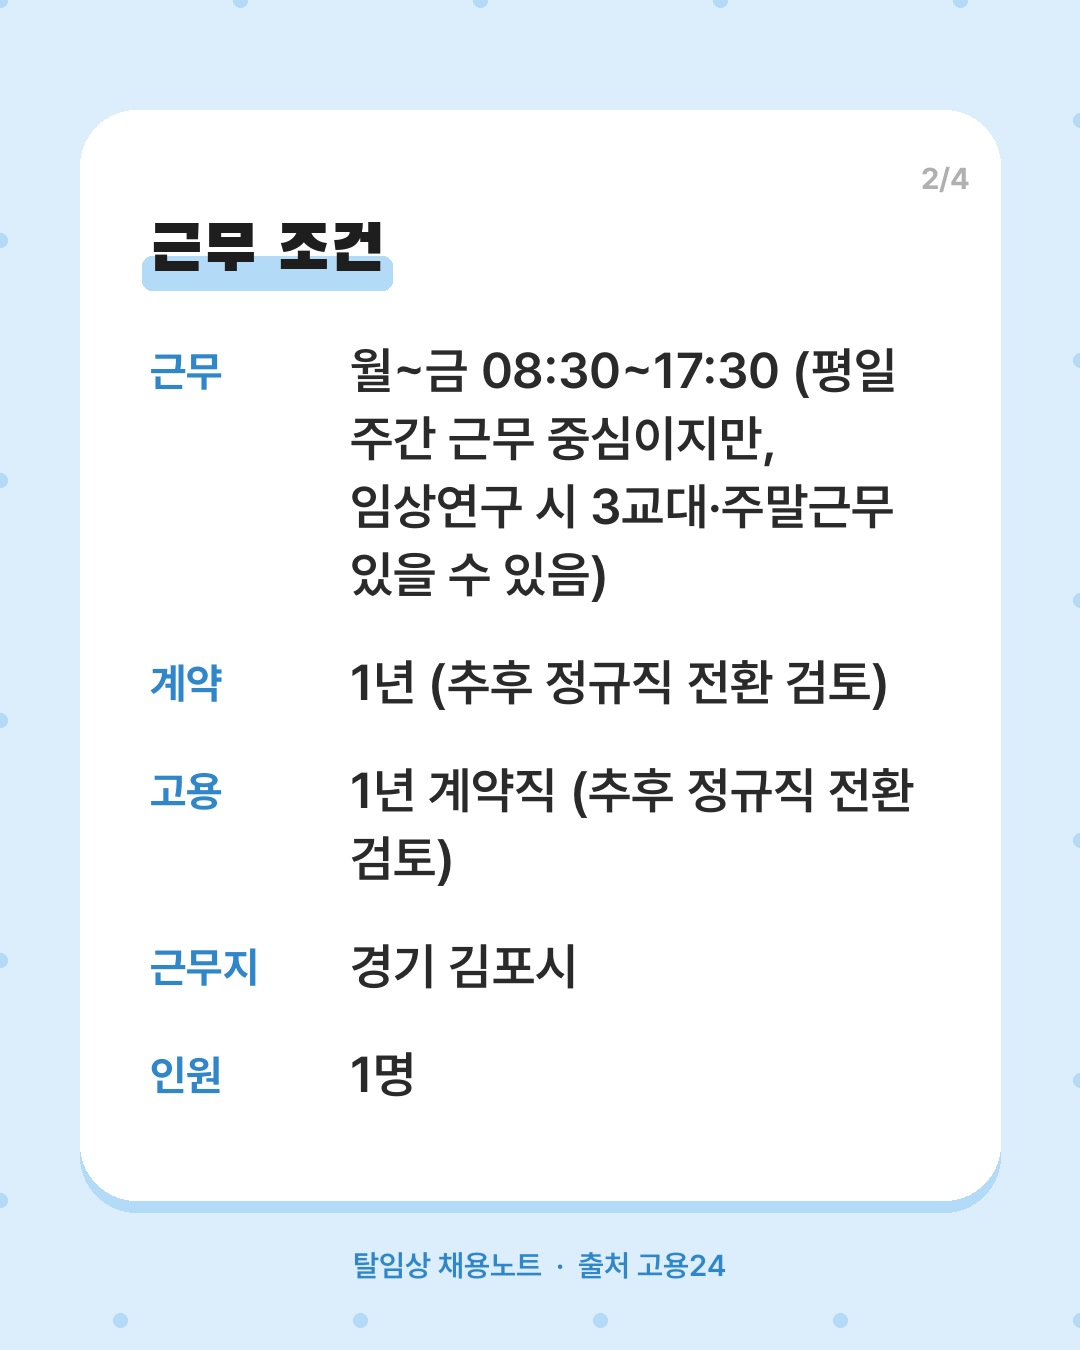 2/4
근무 조건
근무
월~금 08:30~17:30 (평일
주간 근무 중심이지만,
임상연구 시 3교대·주말근무
있을 수 있음)
계약
1년 (추후 정규직 전환 검토)
고용
1년 계약직 (추후 정규직 전환
검토)
근무지
경기 김포시
인원
1명
탈임상 채용노트 · 출처 고용24